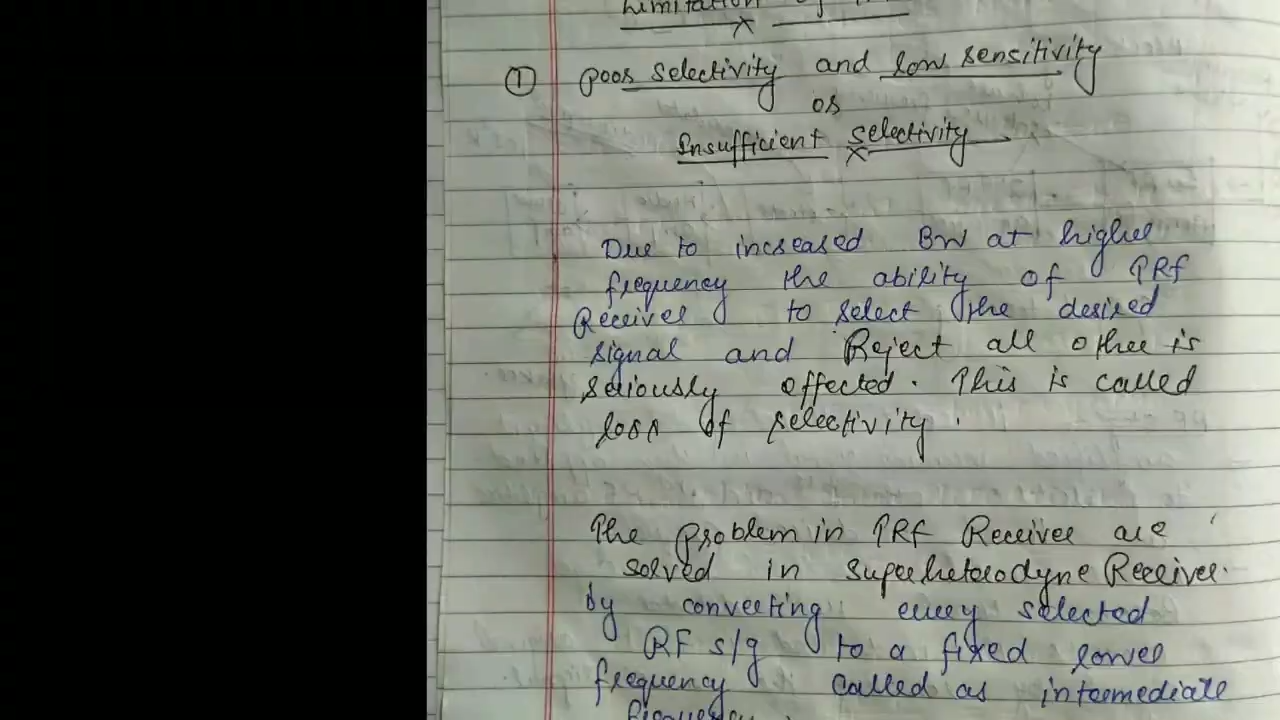 Limitation of
① poor selectivity and low sensitivity
or
Insufficient selectivity
Due to increased BW at higher
frequency the ability of TRf
Receiver to select the desired
signal and Reject all other is
seriously effected. This is called
loss of selectivity.
The Problem in TRf Receiver are
solved in superheterodyne Receiver.
by converting every selected
RF s/g to a fixed lower
frequency called as intermediate
frequency.